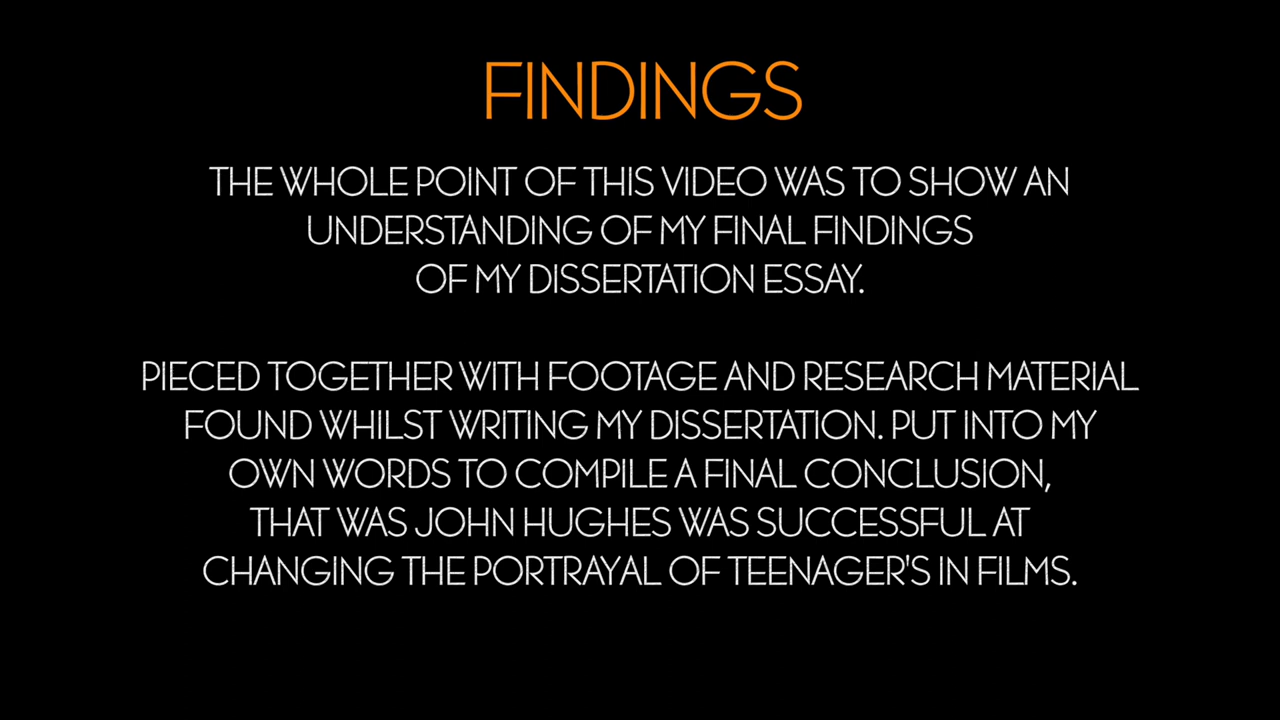 FINDINGS
THE WHOLE POINT OF THIS VIDEO WAS TO SHOW AN
UNDERSTANDING OF MY FINAL FINDINGS
OF MY DISSERTATION ESSAY.
PIECED TOGETHER WITH FOOTAGE AND RESEARCH MATERIAL
FOUND WHILST WRITING MY DISSERTATION. PUT INTO MY
OWN WORDS TO COMPILE A FINAL CONCLUSION,
THAT WAS JOHN HUGHES WAS SUCCESSFUL AT
CHANGING THE PORTRAYAL OF TEENAGER'S IN FILMS.